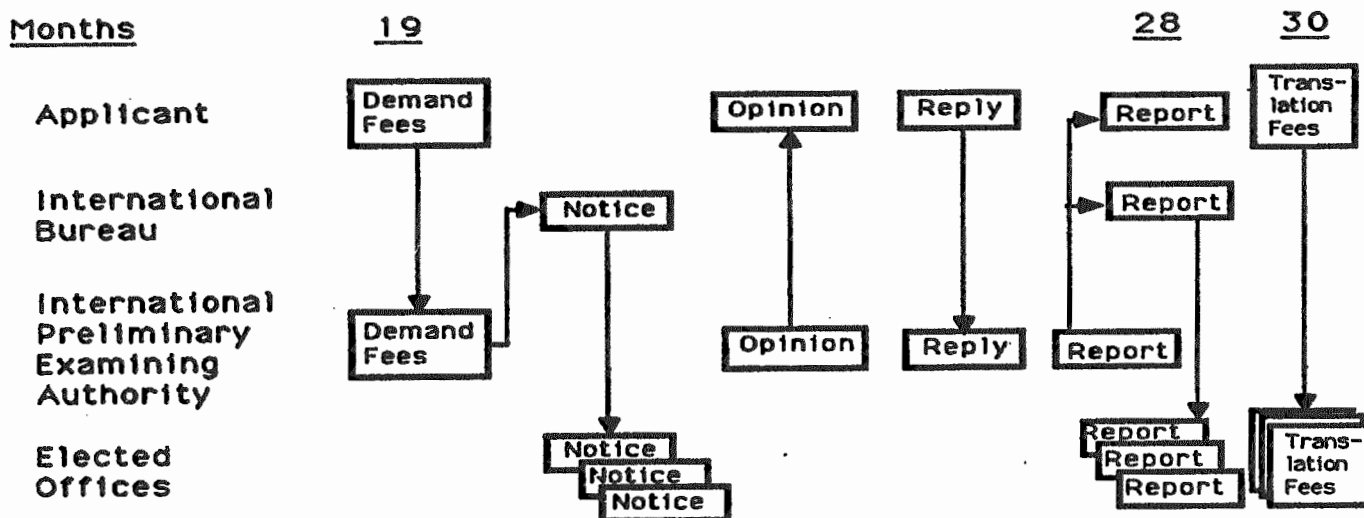 Months 19 28 30
Applicant
Demand
Fees
Opinion
Reply
Report
Trans-
lation
Fees
International
Bureau
Notice
Report
International
Preliminary
Examining
Authority
Demand
Fees
Opinion
Reply
Report
Elected
Offices
Notice
Notice
Notice
Report
Report
Report
Trans-
lation
Fees